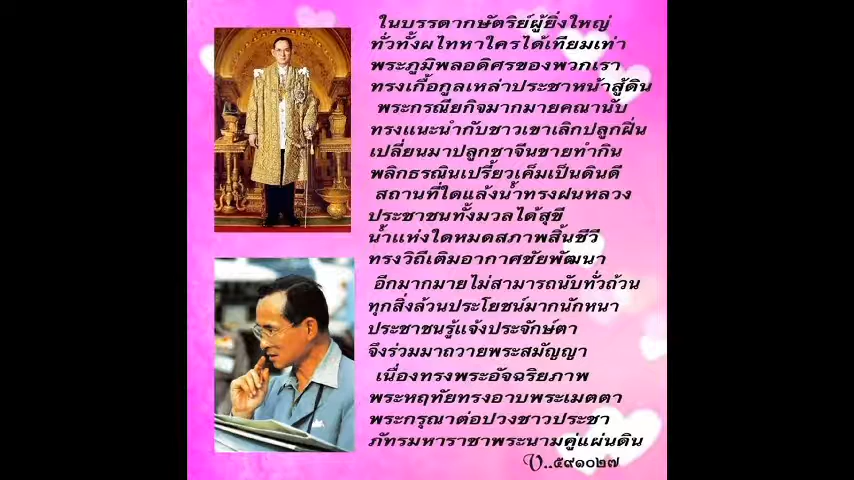 ในบรรดากษัตริย์ผู้ยิ่งใหญ่
ทั่วทั้งผไทหาใครได้เทียมเท่า
พระภูมิพลอดิศรของพวกเรา
ทรงเกื้อกูลเหล่าประชาหน้าสู้ดิน
พระกรณียกิจมากมายคณานับ
ทรงแนะนำกับชาวเขาเลิกปลูกฝิ่น
เปลี่ยนมาปลูกชาจีนขายทำกิน
พลิกธรณินเปรี้ยวเค็มเป็นดินดี
สถานที่ใดแล้งน้ำทรงฝนหลวง
ประชาชนทั้งมวลได้สุขี
น้ำแห่งใดหมดสภาพสิ้นชีวี
ทรงวิถีเติมอากาศชัยพัฒนา
อีกมากมายไม่สามารถนับทั่วถ้วน
ทุกสิ่งล้วนประโยชน์มากนักหนา
ประชาชนรู้แจ้งประจักษ์ตา
จึงร่วมมาถวายพระสมัญญา
เนื่องทรงพระอัจฉริยภาพ
พระหฤทัยทรงอาบพระเมตตา
พระกรุณาต่อปวงชาวประชา
ภัทรมหาราชาพระนามคู่แผ่นดิน
V..๕๙๑๐๒๗